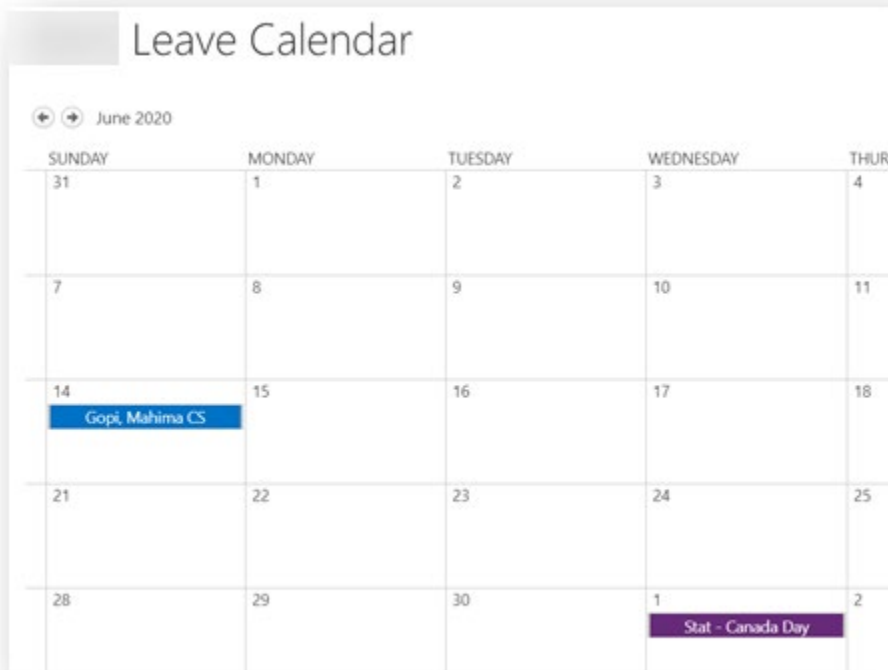 Leave Calendar
June 2020
SUNDAY MONDAY TUESDAY WEDNESDAY THUR
31 1 2 3 4
7 8 9 10 11
14 15 16 17 18
Gopi, Mahima CS
21 22 23 24 25
28 29 30 1 2
Stat - Canada Day